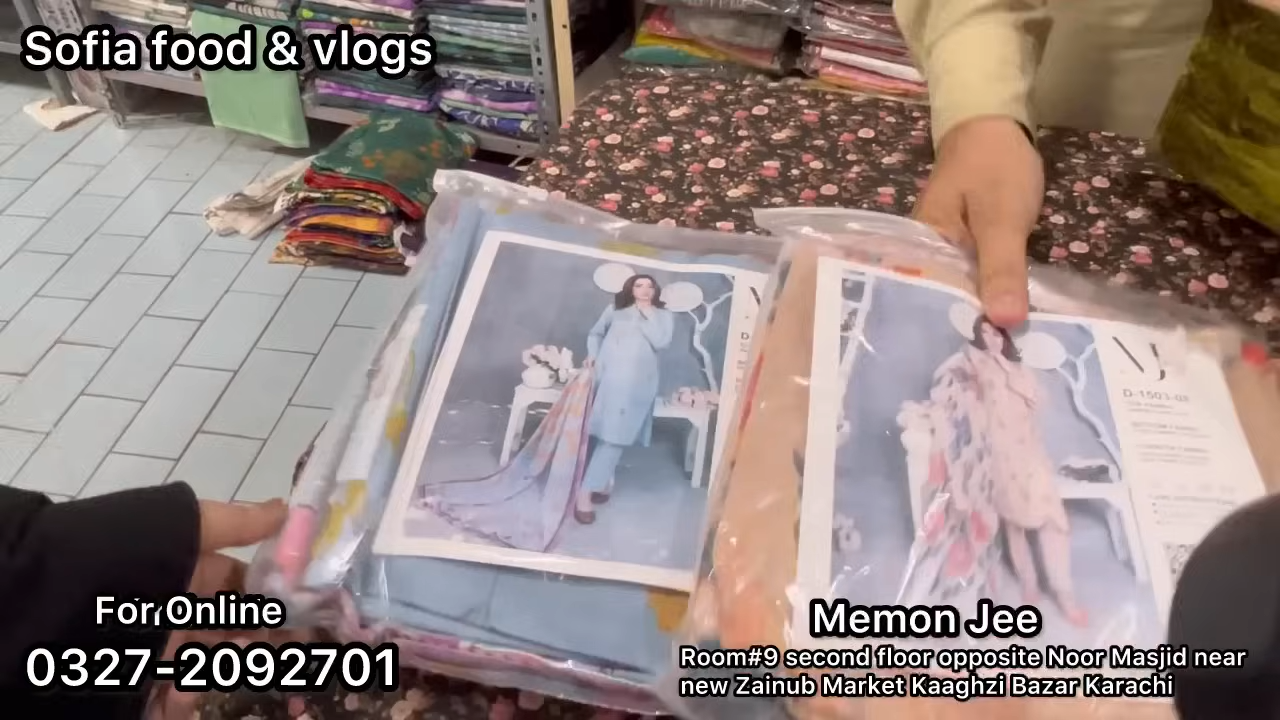 Sofia food & vlogs
MJ
D-1503-03
For Online
0327-2092701
Memon Jee
Room#9 second floor opposite Noor Masjid near
new Zainub Market Kaaghzi Bazar Karachi